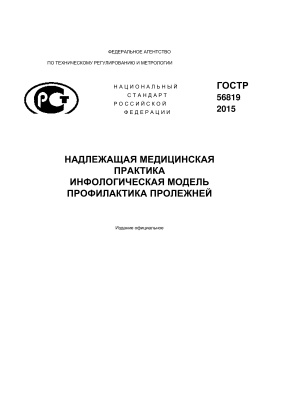 ФЕДЕРАЛЬНОЕ АГЕНТСТВО
ПО ТЕХНИЧЕСКОМУ РЕГУЛИРОВАНИЮ И МЕТРОЛОГИИ
НАЦИОНАЛЬНЫЙ
СТАНДАРТ
РОССИЙСКОЙ
ФЕДЕРАЦИИ
ГОСТР
56819
2015
РСТ
НАДЛЕЖАЩАЯ МЕДИЦИНСКАЯ
ПРАКТИКА
ИНФОЛОГИЧЕСКАЯ МОДЕЛЬ
ПРОФИЛАКТИКА ПРОЛЕЖНЕЙ
Издание официальное